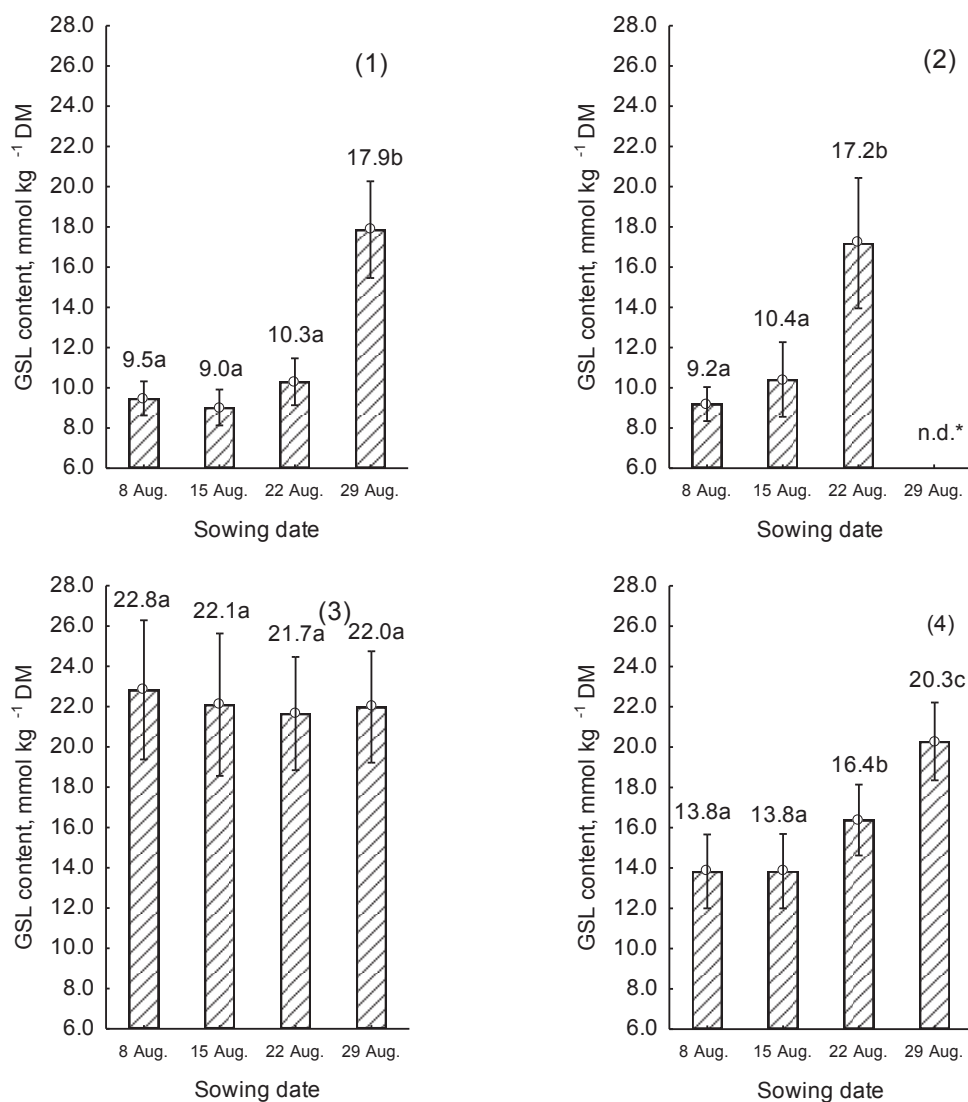 (1)
GSL content, mmol kg -1 DM
28.0
26.0
24.0
22.0
20.0
18.0
16.0
14.0
12.0
10.0
8.0
6.0
9.5a
9.0a
10.3a
17.9b
8 Aug. 15 Aug. 22 Aug. 29 Aug.
Sowing date
(2)
GSL content, mmol kg -1 DM
28.0
26.0
24.0
22.0
20.0
18.0
16.0
14.0
12.0
10.0
8.0
6.0
9.2a
10.4a
17.2b
n.d.*
8 Aug. 15 Aug. 22 Aug. 29 Aug.
Sowing date
(3)
GSL content, mmol kg -1 DM
28.0
26.0
24.0
22.0
20.0
18.0
16.0
14.0
12.0
10.0
8.0
6.0
22.8a
22.1a
21.7a
22.0a
8 Aug. 15 Aug. 22 Aug. 29 Aug.
Sowing date
(4)
GSL content, mmol kg -1 DM
28.0
26.0
24.0
22.0
20.0
18.0
16.0
14.0
12.0
10.0
8.0
6.0
13.8a
13.8a
16.4b
20.3c
8 Aug. 15 Aug. 22 Aug. 29 Aug.
Sowing date